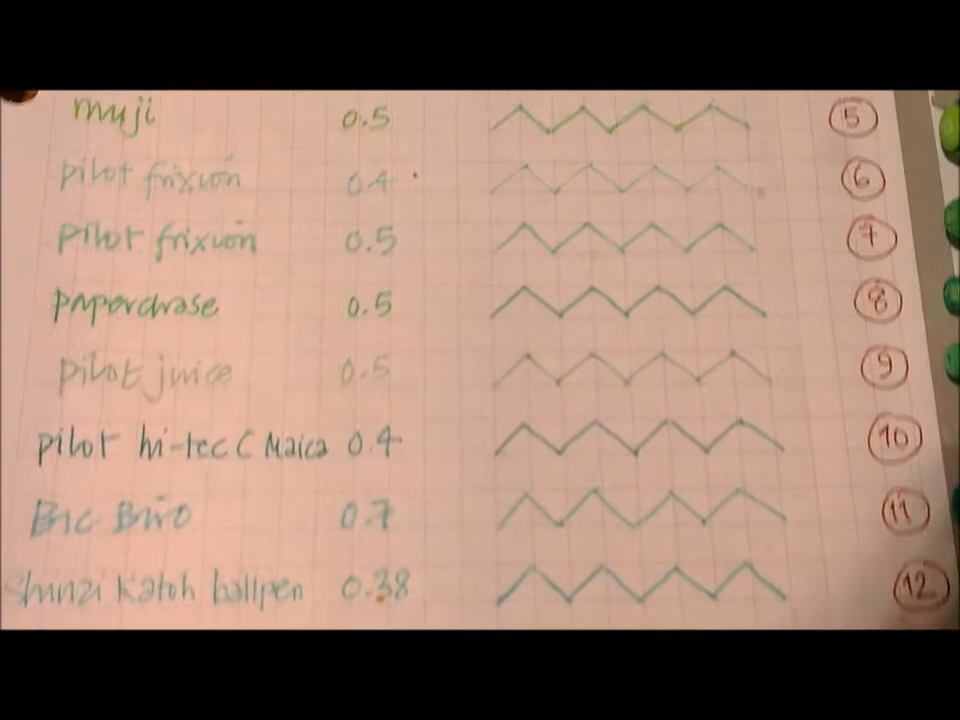 muji 0.5 5
pilot frixion 0.4 6
pilot frixion 0.5 7
paperchase 0.5 8
pilot juice 0.5 9
pilot hi-tec C Maica 0.4 10
Bic Biro 0.7 11
Shinzi Katoh ballpen 0.38 12